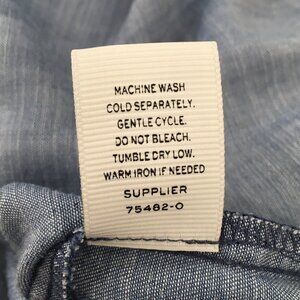 MACHINE WASH
COLD SEPARATELY.
GENTLE CYCLE.
DO NOT BLEACH.
TUMBLE DRY LOW.
WARM IRON IF NEEDED
SUPPLIER
75482-0